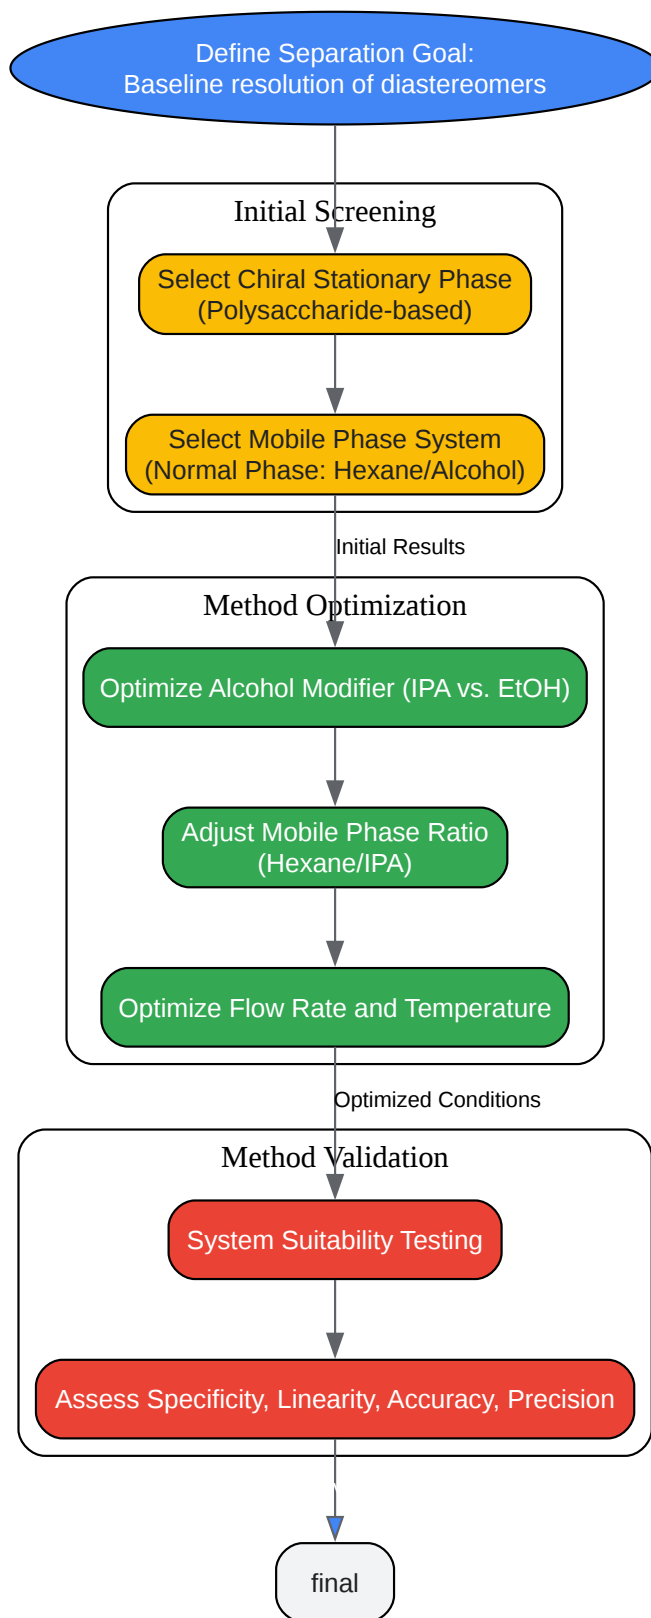 Define Separation Goal:
Baseline resolution of diastereomers
Initial Screening
Select Chiral Stationary Phase
(Polysaccharide-based)
Select Mobile Phase System
(Normal Phase: Hexane/Alcohol)
Initial Results
Method Optimization
Optimize Alcohol Modifier (IPA vs. EtOH)
Adjust Mobile Phase Ratio
(Hexane/IPA)
Optimize Flow Rate and Temperature
Optimized Conditions
Method Validation
System Suitability Testing
Assess Specificity, Linearity, Accuracy, Precision
final